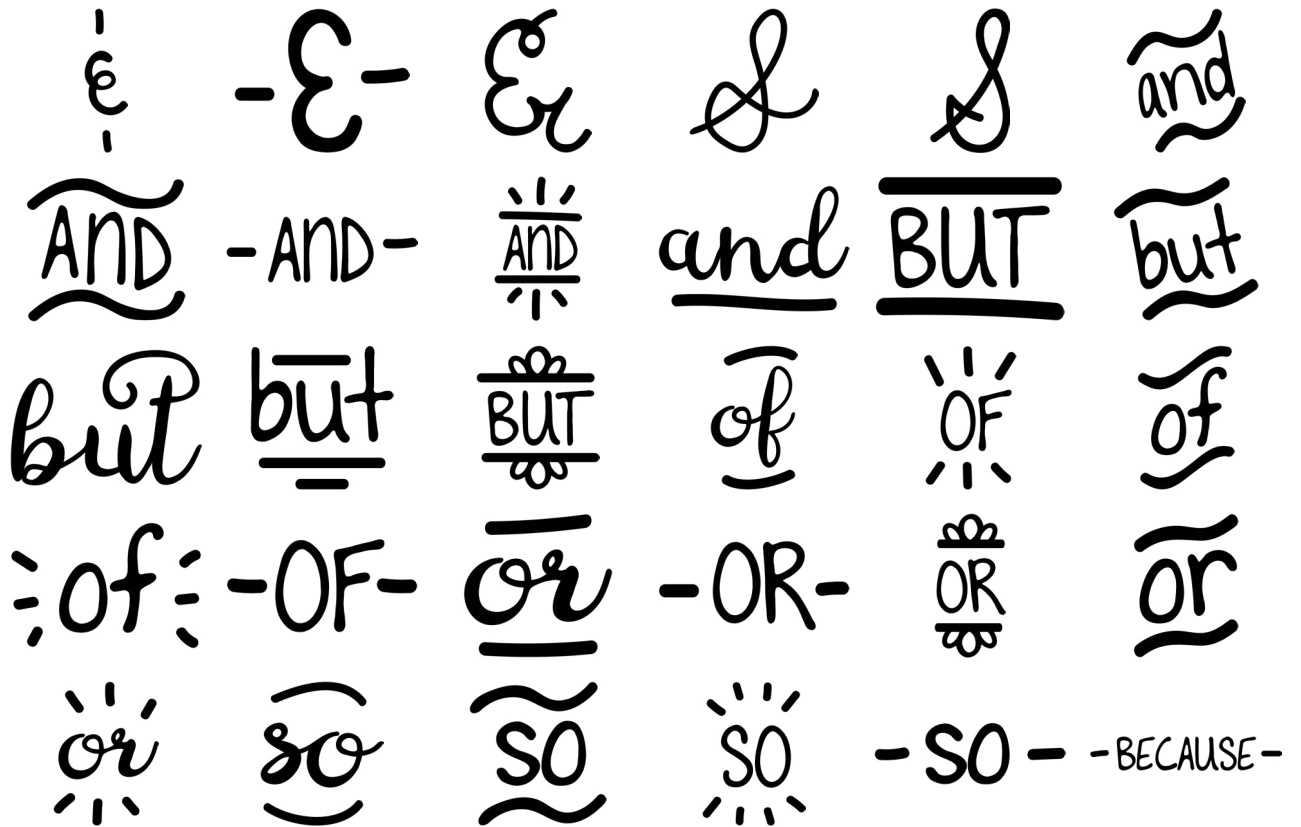 & & & & & and
AND -AND- AND and BUT but
but but BUT of OF of
of -OF- or -OR- OR or
or so SO SO -SO- -BECAUSE-